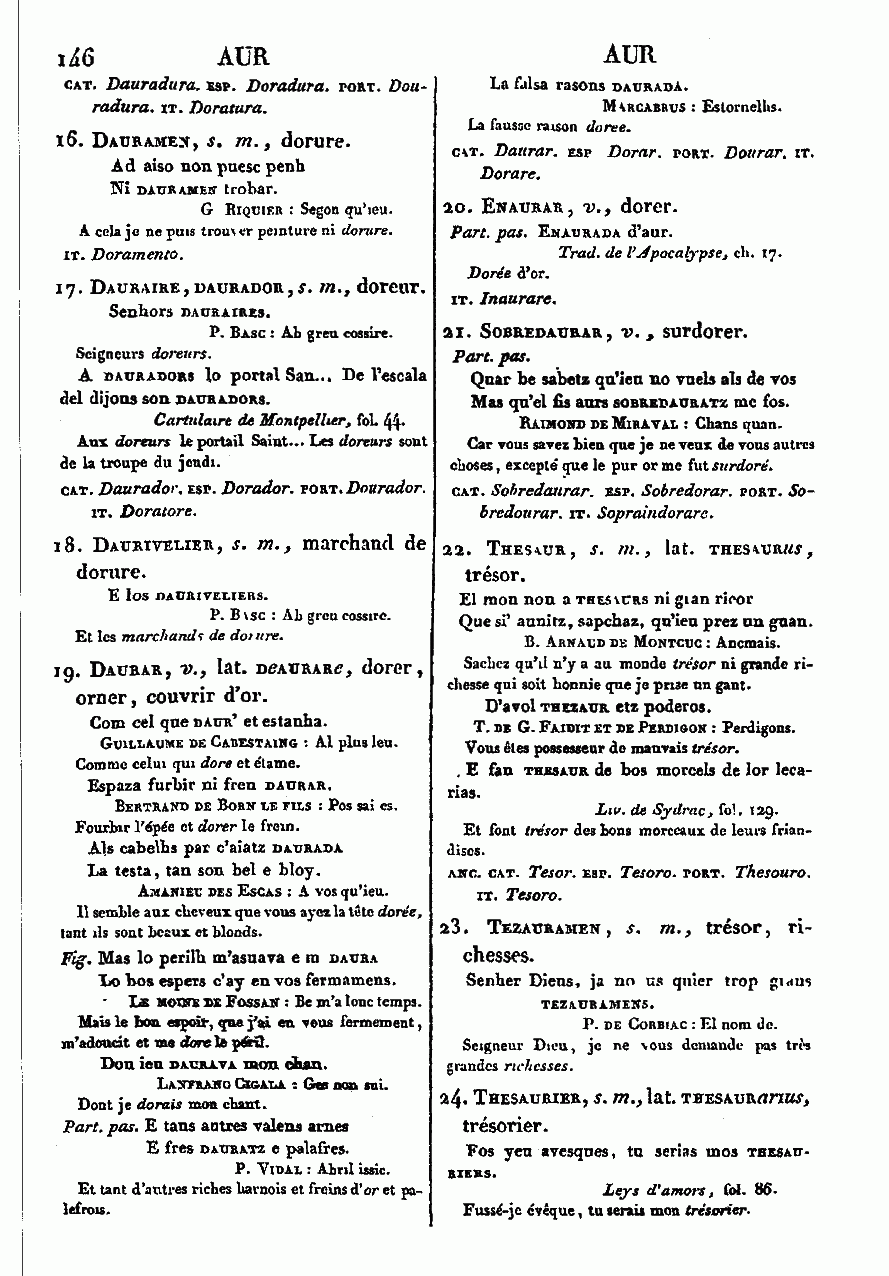 146 AUR
CAT. Dauradura. ESP. Doradura. PORT. Dou-
radura. IT. Doratura.
16. DAURAMEN, s. m., dorure.
Ad aiso non puesc penh
Ni DAURAMEN trobar.
G RIQUIER : Segon qu'ieu.
A cela je ne puis trouver peinture ni dorure.
IT. Doramento.
17. DAURAIRE, DAURADOR, s. m., doreur.
Senhors DAURAIRES.
P. BASC : Ab greu cossire.
Seigneurs doreurs.
A DAURADORS lo portal San... De l'escala
del dijous son DAURADORS.
Cartulaire de Montpellier, fol. 44.
Aux doreurs le portail Saint... Les doreurs sont
de la troupe du jeudi.
CAT. Daurador. ESP. Dorador. PORT. Dourador.
IT. Doratore.
18. DAURIVELIER, s. m., marchand de
dorure.
E los DAURIVELIERS.
P. BASC : Ab greu cossire.
Et les marchands de dorure.
19. DAURAR, v., lat. DEAURARe, dorer,
orner, couvrir d'or.
Com cel que DAUR' et estanha.
GUILLAUME DE CABESTAING : Al plus leu.
Comme celui qui dore et étame.
Espaza furbir ni fren DAURAR.
BERTRAND DE BORN LE FILS : Pos sai es.
Fourbir l'épée et dorer le frein.
Als cabelhs par c'aiatz DAURADA
La testa, tan son bel e bloy.
AMANIEU DES ESCAS : A vos qu'ieu.
Il semble aux cheveux que vous ayez la tête dorée,
tant ils sont beaux et blonds.
Fig. Mas lo perilh m'asuava e m DAURA
Lo bos espers c'ay en vos fermamens.
LE MOINE DE FOSSAN : Be m'a lonc temps.
Mais le bon espoir, que j'ai en vous fermement,
m'adoucit et me dore le péril.
Don ieu DAURAVA mon chan.
LANFRANC CIGALA : Ges non sui.
Dont je dorais mon chant.
Part. pas. E tans autres valens arnes
E fres DAURATZ e palafres.
P. VIDAL : Abril issic.
Et tant d'autres riches harnois et freins d'or et pa-
lefrois.
AUR
La falsa rasons DAURADA.
MARCABRUS : Estornelhs.
La fausse raison doree.
CAT. Daurar. ESP Dorar. PORT. Dourar. IT.
Dorare.
20. ENAURAR, v., dorer.
Part. pas. ENAURADA d'aur.
Trad. de l'Apocalypse, ch. 17.
Dorée d'or.
IT. Inaurare.
21. SOBREDAURAR, v., surdorer.
Part. pas.
Quar be sabetz qu'ieu no vuels als de vos
Mas qu'el fis aurs SOBREDAURATZ me fos.
RAIMOND DE MIRAVAL : Chans quan.
Car vous savez bien que je ne veux de vous autres
choses, excepté que le pur or me fut surdoré.
CAT. Sobredaurar. ESP. Sobredorar. PORT. So-
bredourar. IT. Sopraindorare.
22. THESAUR, s. m., lat. THESAURus,
trésor.
El mon non a THESAURS ni gran ricor
Que si' aunitz, sapchaz, qu'ieu prez un guan.
B. ARNAUD DE MONTCUC : Ancmais.
Sachez qu'il n'y a au monde trésor ni grande ri-
chesse qui soit honnie que je prise un gant.
D'avol THEZAUR etz poderos.
T. DE G. FAIDIT ET DE PERDIGON : Perdigons.
Vous êtes possesseur de mauvais trésor.
E fan THESAUR de bos morcels de lor leca-
rias.
Liv. de Sydrac, fol. 129.
Et font trésor des bons morceaux de leurs frian-
dises.
ANC. CAT. Tesor. ESP. Tesoro. PORT. Thesouro.
IT. Tesoro.
23. TEZAURAMEN, s. m., trésor, ri-
chesses.
Senher Dieus, ja no us quier trop grans
TEZAURAMENS.
P. DE CORBIAC : El nom de.
Seigneur Dieu, je ne vous demande pas très
grandes richesses.
24. THESAURIER, s. m., lat. THESAURarius,
trésorier.
Fos yeu avesques, tu serias mos THESAU-
RIERS.
Leys d'amors, fol. 86.
Fussé-je évêque, tu serais mon trésorier.